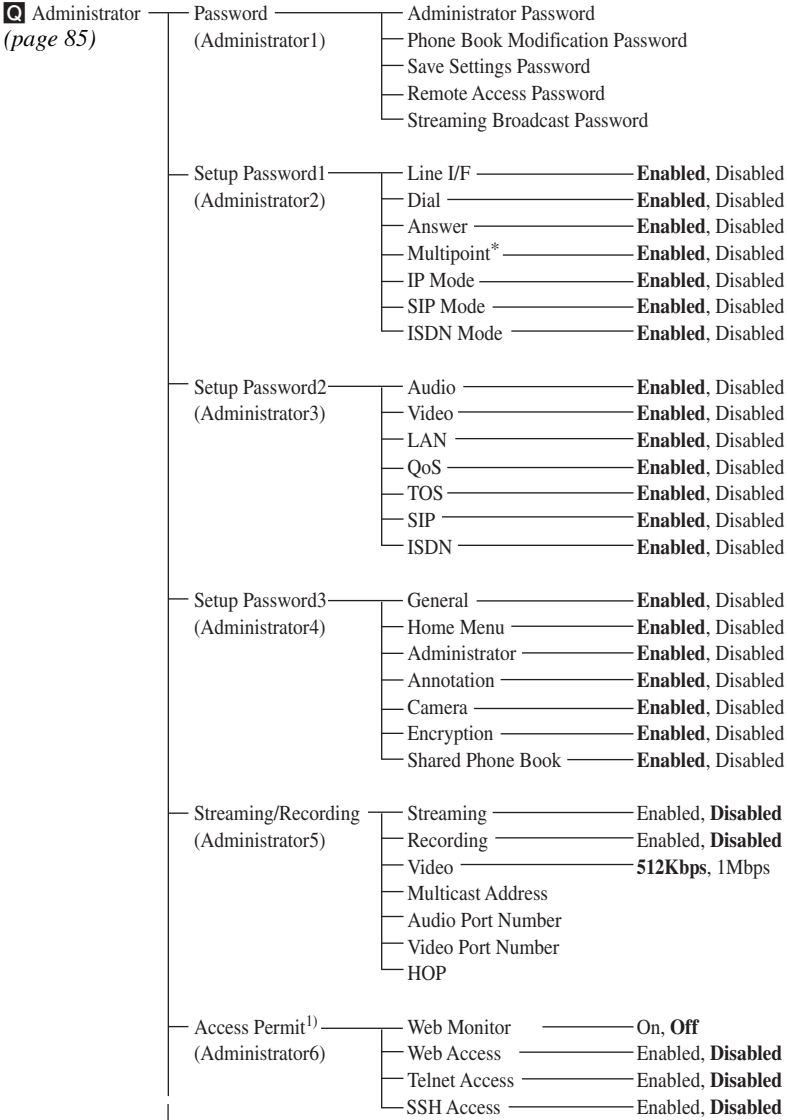 Q Administrator Password Administrator Password
(page 85) (Administrator1) Phone Book Modification Password
Save Settings Password
Remote Access Password
Streaming Broadcast Password
Setup Password1 Line I/F Enabled, Disabled
(Administrator2) Dial Enabled, Disabled
Answer Enabled, Disabled
Multipoint* Enabled, Disabled
IP Mode Enabled, Disabled
SIP Mode Enabled, Disabled
ISDN Mode Enabled, Disabled
Setup Password2 Audio Enabled, Disabled
(Administrator3) Video Enabled, Disabled
LAN Enabled, Disabled
QoS Enabled, Disabled
TOS Enabled, Disabled
SIP Enabled, Disabled
ISDN Enabled, Disabled
Setup Password3 General Enabled, Disabled
(Administrator4) Home Menu Enabled, Disabled
Administrator Enabled, Disabled
Annotation Enabled, Disabled
Camera Enabled, Disabled
Encryption Enabled, Disabled
Shared Phone Book Enabled, Disabled
Streaming/Recording Streaming Enabled, Disabled
(Administrator5) Recording Enabled, Disabled
Video 512Kbps, 1Mbps
Multicast Address
Audio Port Number
Video Port Number
HOP
Access Permit1) Web Monitor On, Off
(Administrator6) Web Access Enabled, Disabled
Telnet Access Enabled, Disabled
SSH Access Enabled, Disabled